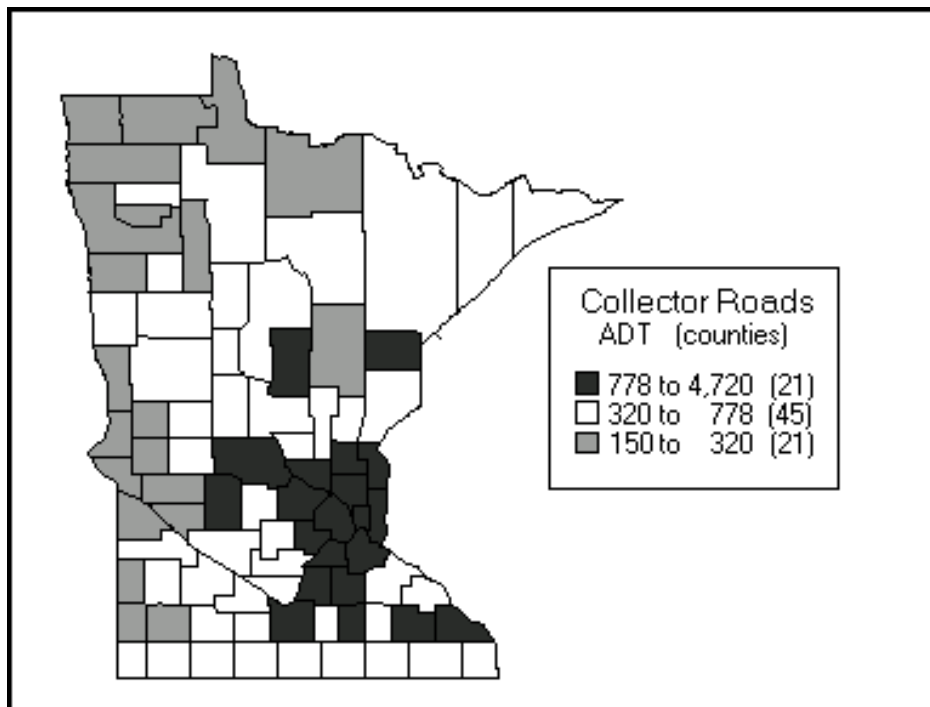 Collector Roads
ADT (counties)
778 to 4,720 (21)
320 to 778 (45)
150 to 320 (21)